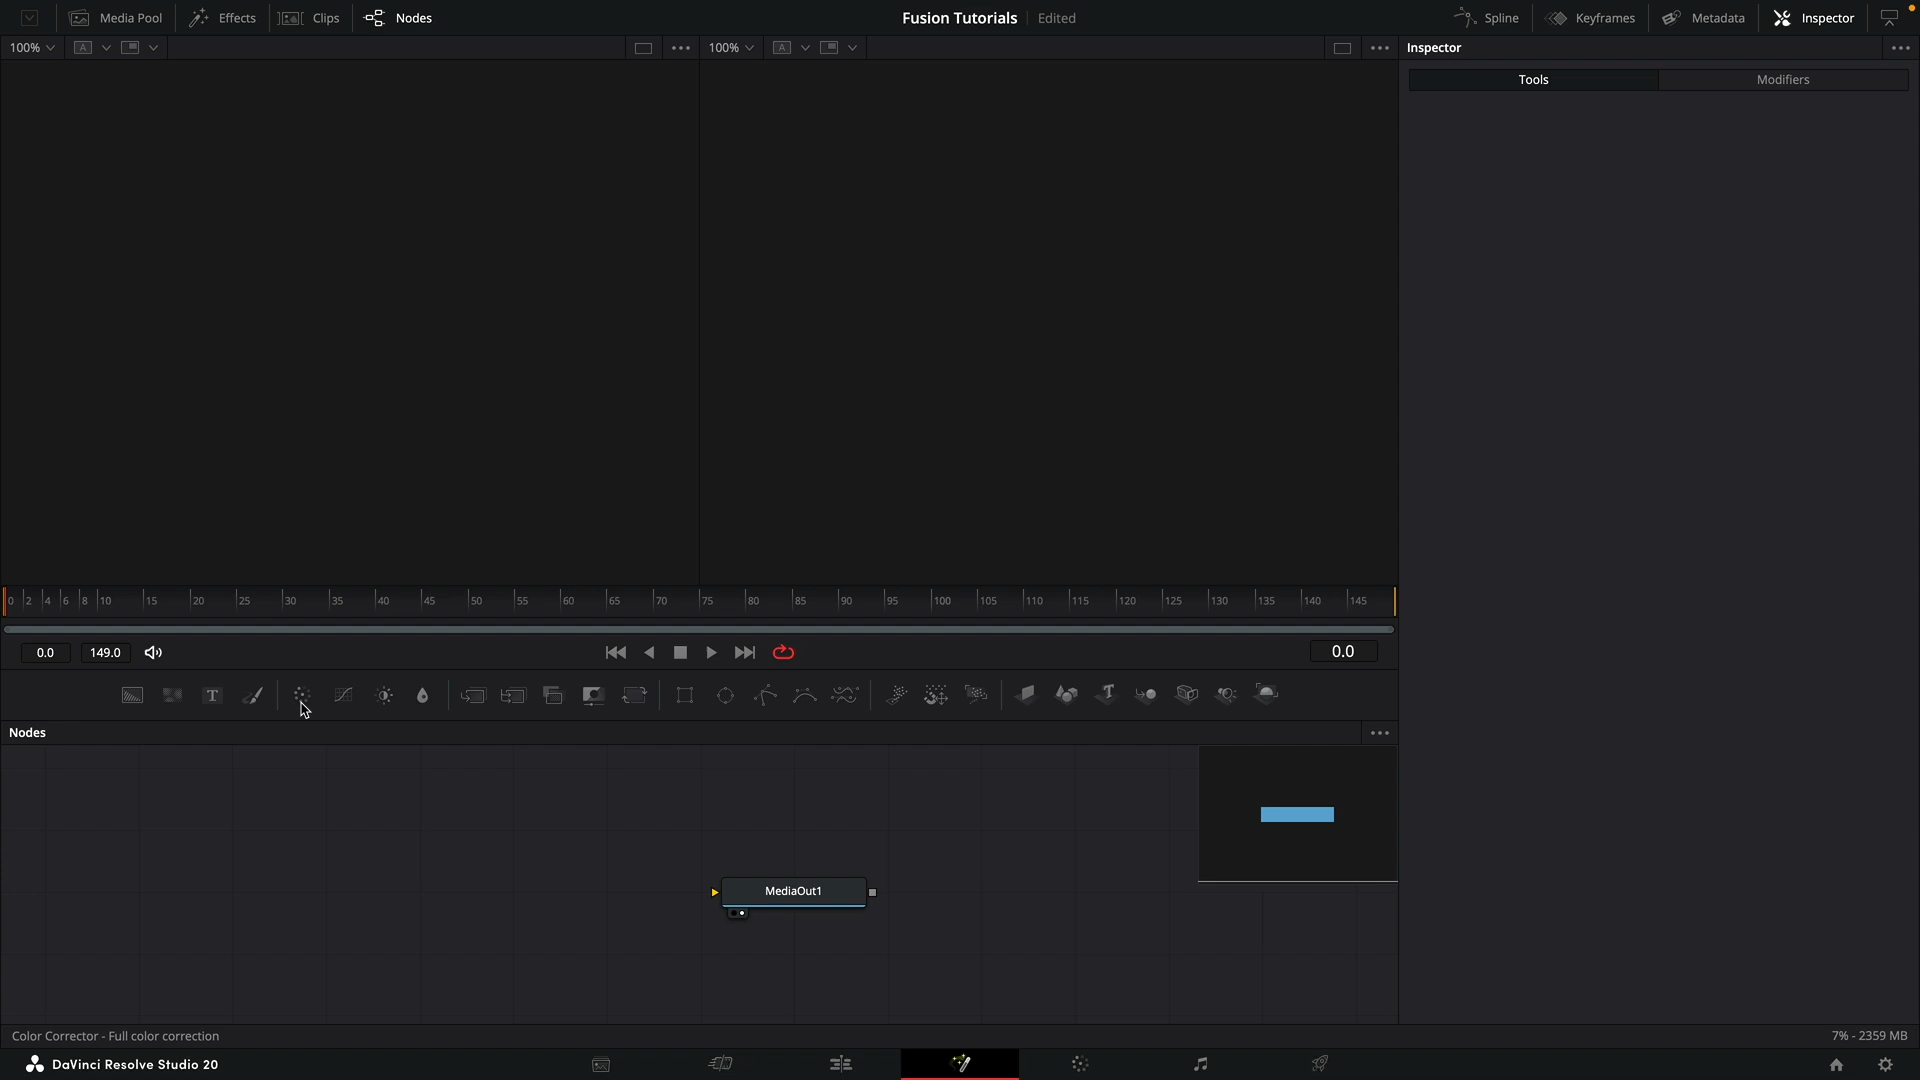 Media Pool Effects Clips Nodes Fusion Tutorials Edited Spline Keyframes Metadata Inspector
100% A 100% A Inspector
Tools Modifiers
0 2 4 6 8 10 15 20 25 30 35 40 45 50 55 60 65 70 75 80 85 90 95 100 105 110 115 120 125 130 135 140 145
0.0 149.0 0.0
T T
Nodes
MediaOut1
Color Corrector - Full color correction 7% - 2359 MB
DaVinci Resolve Studio 20